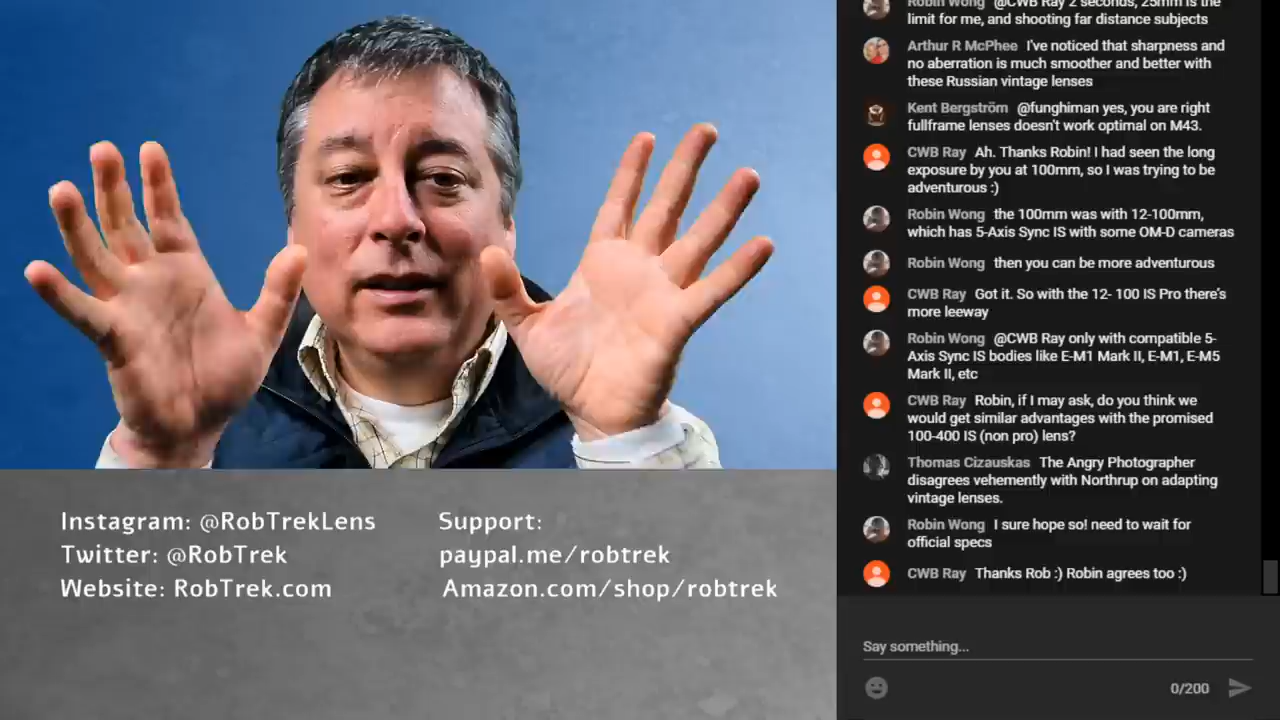 Robin Wong @CWB Ray 2 seconds, 25mm is the
limit for me, and shooting far distance subjects
Arthur R McPhee I've noticed that sharpness and
no aberration is much smoother and better with
these Russian vintage lenses
Kent Bergström @funghiman yes, you are right
fullframe lenses doesn't work optimal on M43.
CWB Ray Ah. Thanks Robin! I had seen the long
exposure by you at 100mm, so I was trying to be
adventurous :)
Robin Wong the 100mm was with 12-100mm,
which has 5-Axis Sync IS with some OM-D cameras
Robin Wong then you can be more adventurous
CWB Ray Got it. So with the 12- 100 IS Pro there's
more leeway
Robin Wong @CWB Ray only with compatible 5-
Axis Sync IS bodies like E-M1 Mark II, E-M1, E-M5
Mark II, etc
CWB Ray Robin, if I may ask, do you think we
would get similar advantages with the promised
100-400 IS (non pro) lens?
Thomas Cizauskas The Angry Photographer
disagrees vehemently with Northrup on adapting
vintage lenses.
Robin Wong I sure hope so! need to wait for
official specs
CWB Ray Thanks Rob :) Robin agrees too :)
Say something...
0/200
Instagram: @RobTrekLens
Twitter: @RobTrek
Website: RobTrek.com
Support:
paypal.me/robtrek
Amazon.com/shop/robtrek